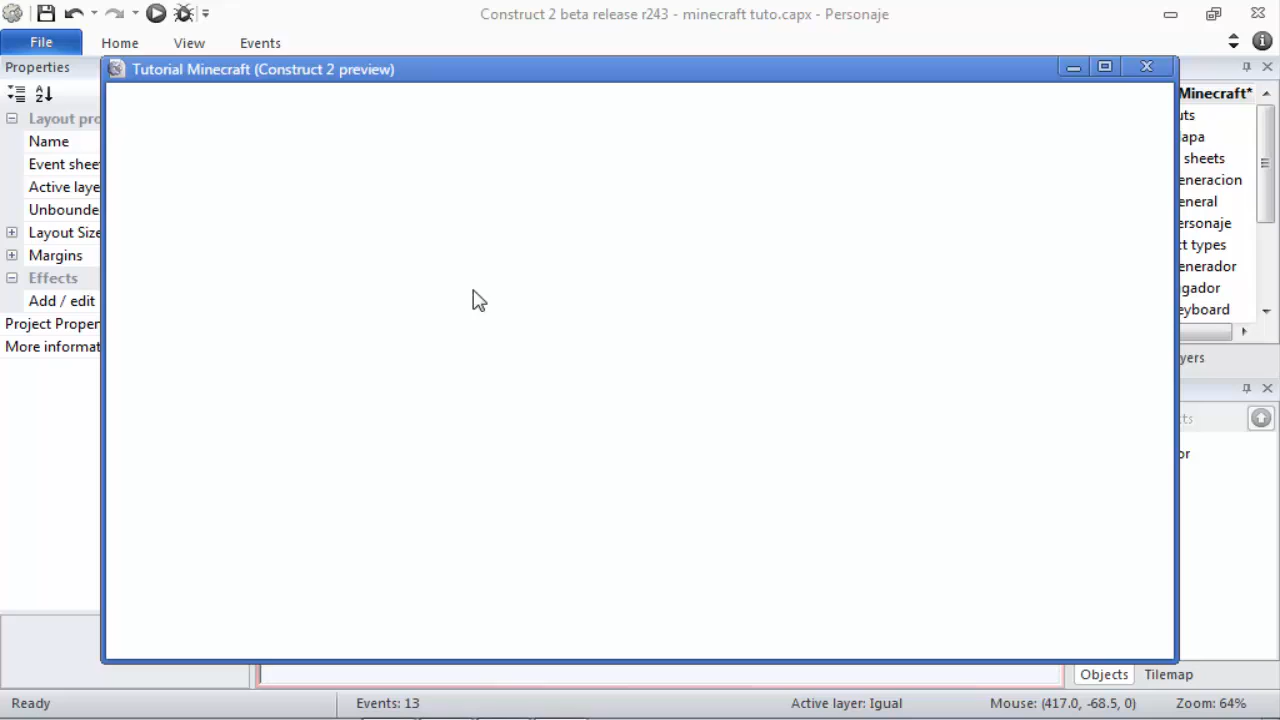 Construct 2 beta release r243 - minecraft tuto.capx - Personaje
File Home View Events
Properties
Tutorial Minecraft (Construct 2 preview)
Layout pro
Name
Event shee
Active laye
Unbounde
Layout Size
Margins
Effects
Add / edit
Project Proper
More informat
Minecraft*
uts
apa
sheets
eneracion
eneral
ersonaje
ct types
enerador
gador
eyboard
yers
cts
or
Objects Tilemap
Ready Events: 13 Active layer: Igual Mouse: (417.0, -68.5, 0) Zoom: 64%